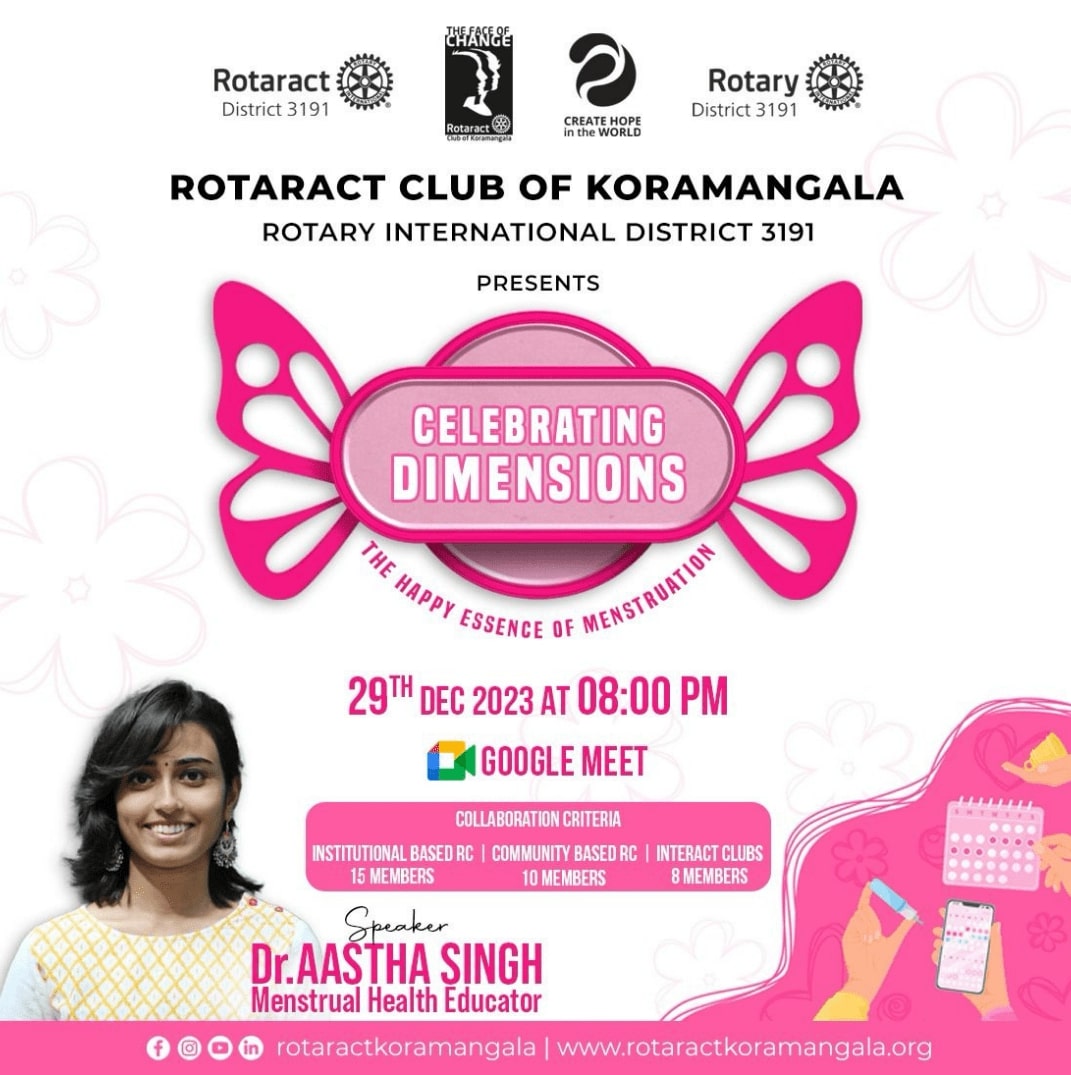 Rotaract
District 3191
THE FACE OF
CHANGE
Rotaract
Club of Koramangala
CREATE HOPE
in the WORLD
Rotary
District 3191
ROTARACT CLUB OF KORAMANGALA
ROTARY INTERNATIONAL DISTRICT 3191
PRESENTS
CELEBRATING
DIMENSIONS
THE HAPPY ESSENCE OF MENSTRUATION
29TH DEC 2023 AT 08:00 PM
GOOGLE MEET
COLLABORATION CRITERIA
INSTITUTIONAL BASED RC | COMMUNITY BASED RC | INTERACT CLUBS
15 MEMBERS 10 MEMBERS 8 MEMBERS
S M T W T F S
Speaker
Dr.AASTHA SINGH
Menstrual Health Educator
rotaractkoramangala | www.rotaractkoramangala.org